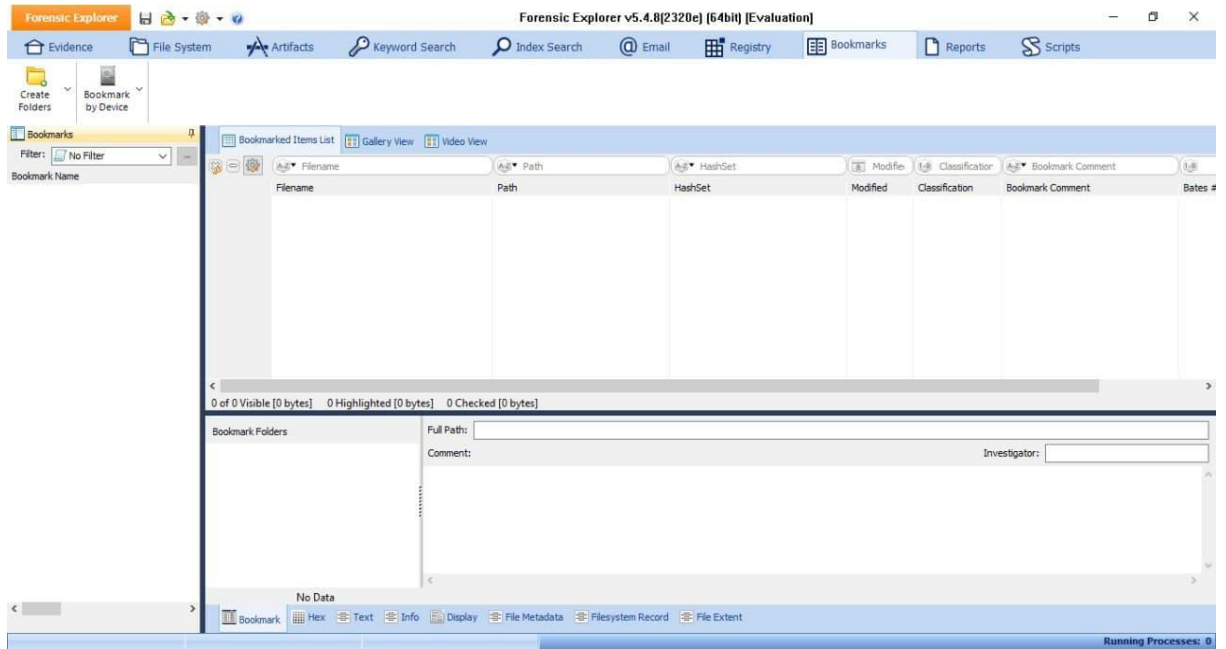 Forensic Explorer
Forensic Explorer v5.4.8(2320e) (64bit) [Evaluation]
Evidence File System Artifacts Keyword Search Index Search Email Registry Bookmarks Reports Scripts
Create Folders
Bookmark by Device
Bookmarks
Filter: No Filter
Bookmark Name
Bookmarked Items List Gallery View Video View
Filename Path HashSet Modifie Classification Bookmark Comment
Filename Path HashSet Modified Classification Bookmark Comment Bates #
0 of 0 Visible [0 bytes] 0 Highlighted [0 bytes] 0 Checked [0 bytes]
Bookmark Folders
Full Path:
Comment: Investigator:
No Data
Bookmark Hex Text Info Display File Metadata Filesystem Record File Extent
Running Processes: 0